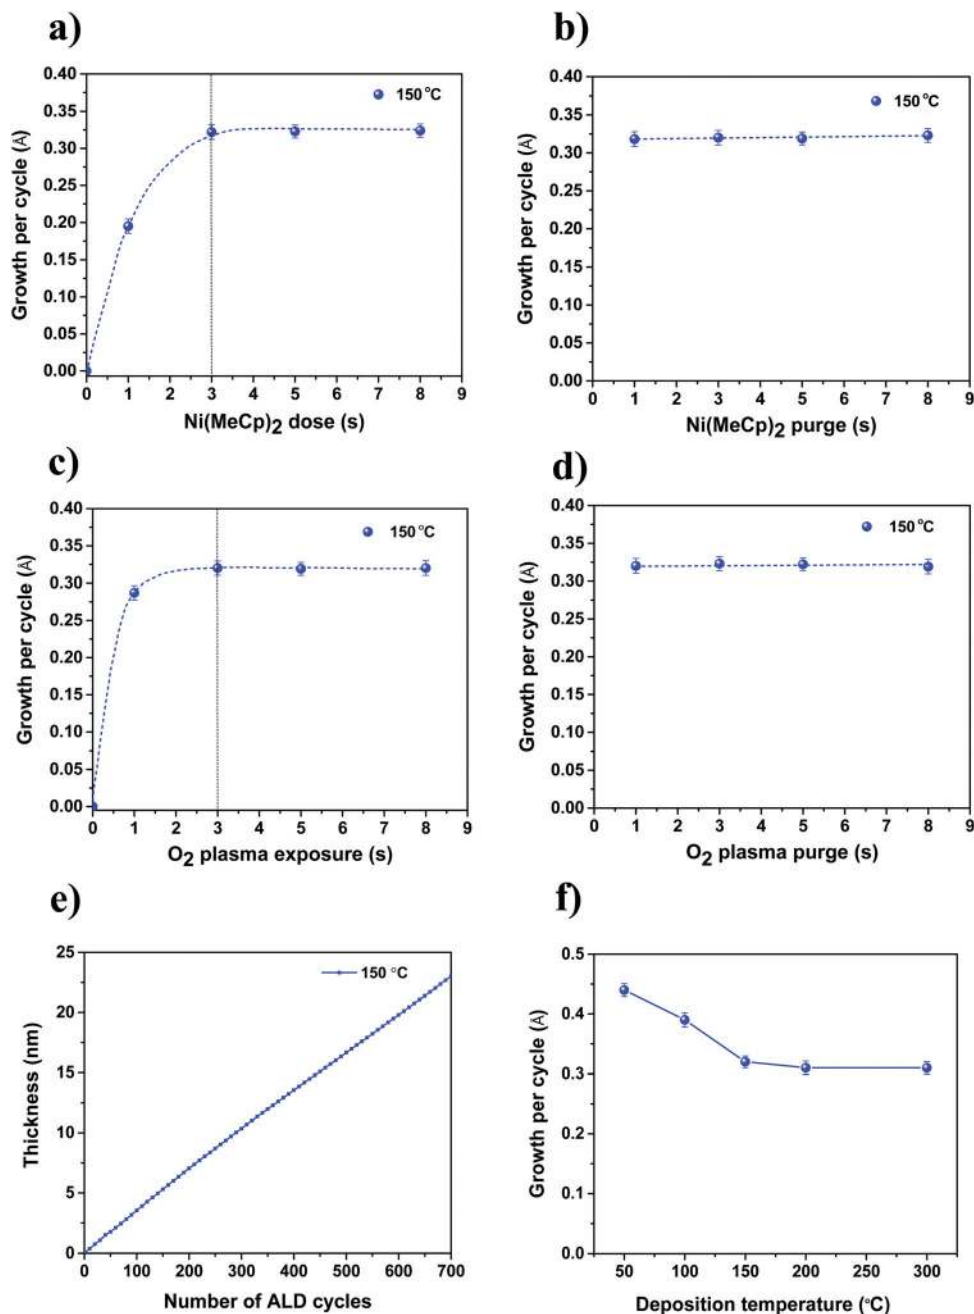 a)
0.40
0.35
0.30
0.25
0.20
0.15
0.10
0.05
0.00
Growth per cycle (Å)
150 °C
0 1 2 3 4 5 6 7 8 9
Ni(MeCp)2 dose (s)
b)
0.40
0.35
0.30
0.25
0.20
0.15
0.10
0.05
0.00
Growth per cycle (Å)
150 °C
0 1 2 3 4 5 6 7 8 9
Ni(MeCp)2 purge (s)
c)
0.40
0.35
0.30
0.25
0.20
0.15
0.10
0.05
0.00
Growth per cycle (Å)
150 °C
0 1 2 3 4 5 6 7 8 9
O2 plasma exposure (s)
d)
0.40
0.35
0.30
0.25
0.20
0.15
0.10
0.05
0.00
Growth per cycle (Å)
150 °C
0 1 2 3 4 5 6 7 8 9
O2 plasma purge (s)
e)
25
20
15
10
5
0
Thickness (nm)
150 °C
0 100 200 300 400 500 600 700
Number of ALD cycles
f)
0.5
0.4
0.3
0.2
0.1
0.0
Growth per cycle (Å)
50 100 150 200 250 300
Deposition temperature (°C)